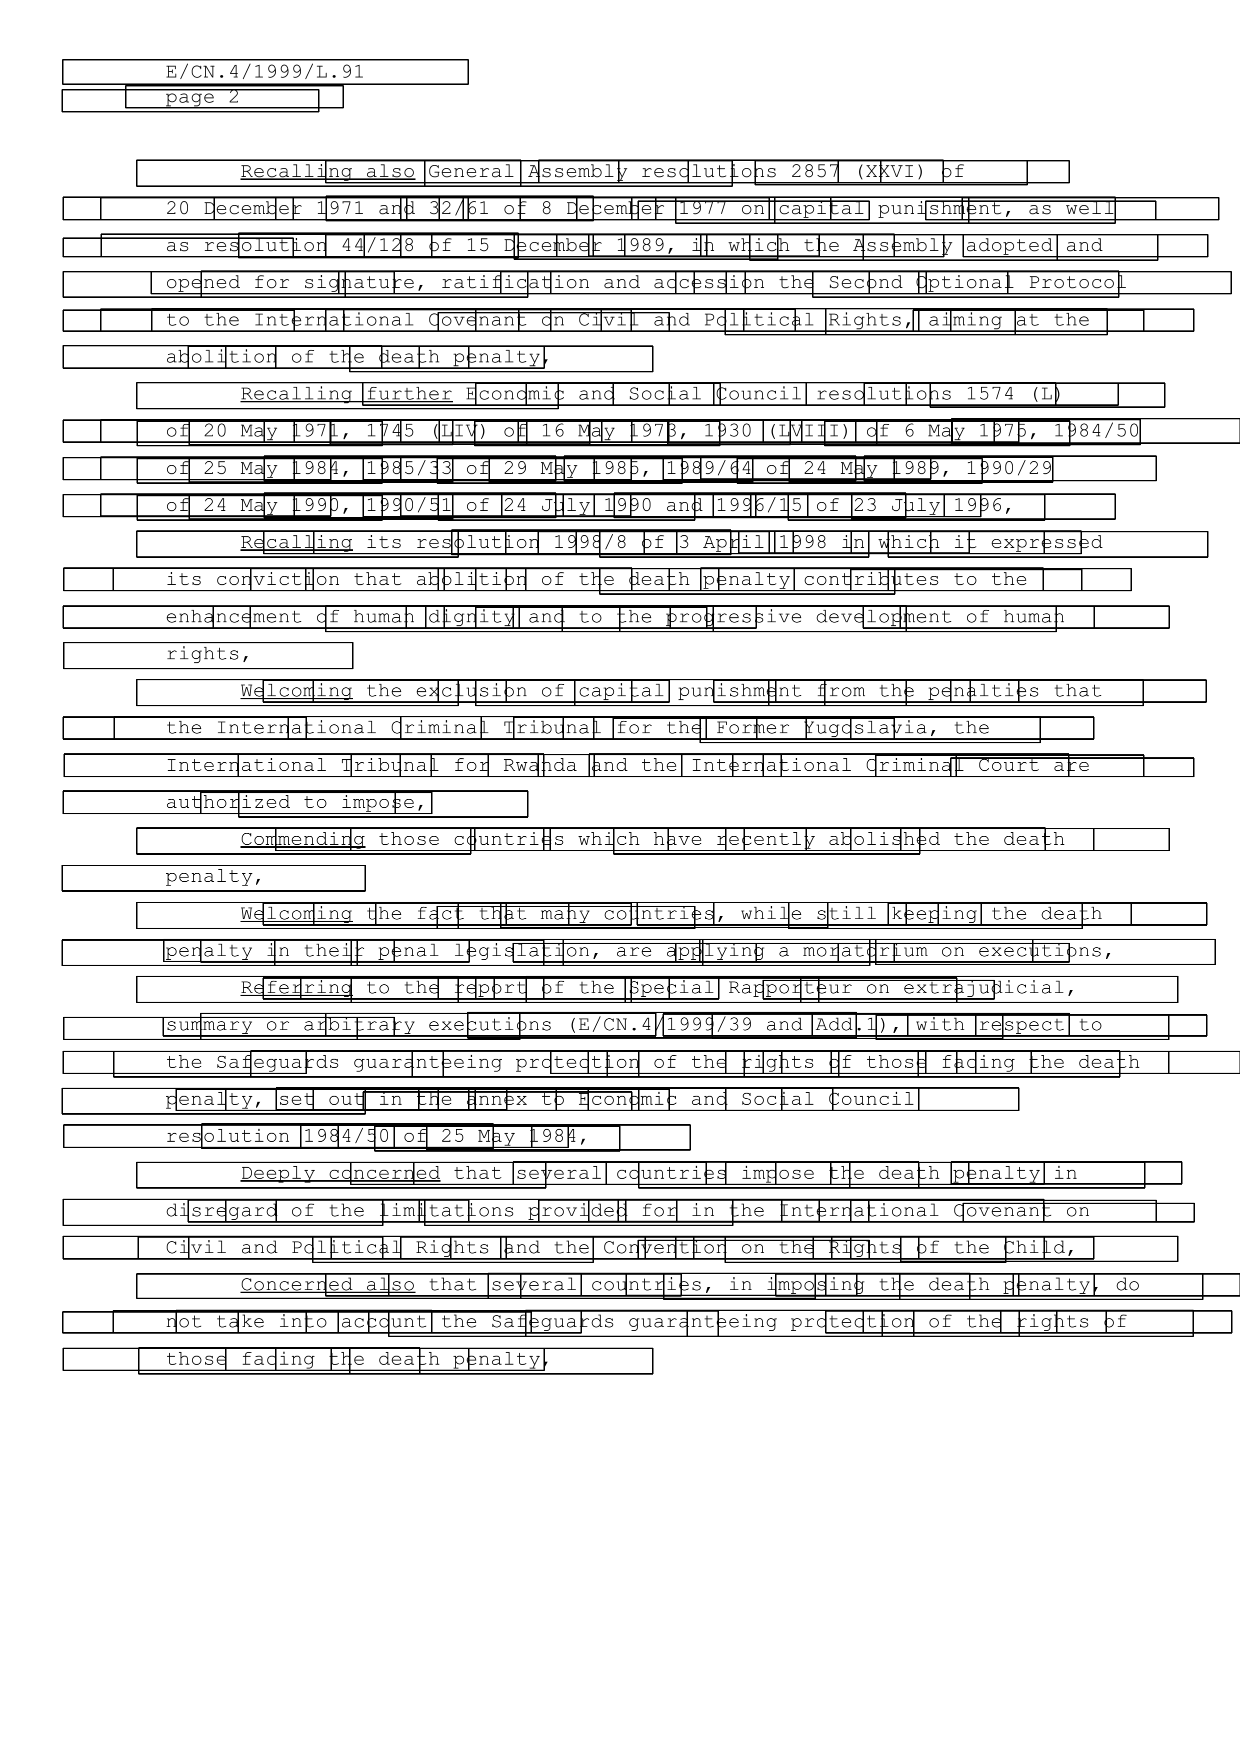 E/CN.4/1999/L.91
page 2
Recalling also General Assembly resolutions 2857 (XXVI) of
20 December 1971 and 32/61 of 8 December 1977 on capital punishment, as well
as resolution 44/128 of 15 December 1989, in which the Assembly adopted and
opened for signature, ratification and accession the Second Optional Protocol
to the International Covenant on Civil and Political Rights, aiming at the
abolition of the death penalty,
Recalling further Economic and Social Council resolutions 1574 (L)
of 20 May 1971, 1745 (LIV) of 16 May 1973, 1930 (LVIII) of 6 May 1975, 1984/50
of 25 May 1984, 1985/33 of 29 May 1985, 1989/64 of 24 May 1989, 1990/29
of 24 May 1990, 1990/51 of 24 July 1990 and 1996/15 of 23 July 1996,
Recalling its resolution 1998/8 of 3 April 1998 in which it expressed
its conviction that abolition of the death penalty contributes to the
enhancement of human dignity and to the progressive development of human
rights,
Welcoming the exclusion of capital punishment from the penalties that
the International Criminal Tribunal for the Former Yugoslavia, the
International Tribunal for Rwanda and the International Criminal Court are
authorized to impose,
Commending those countries which have recently abolished the death
penalty,
Welcoming the fact that many countries, while still keeping the death
penalty in their penal legislation, are applying a moratorium on executions,
Referring to the report of the Special Rapporteur on extrajudicial,
summary or arbitrary executions (E/CN.4/1999/39 and Add.1), with respect to
the Safeguards guaranteeing protection of the rights of those facing the death
penalty, set out in the annex to Economic and Social Council
resolution 1984/50 of 25 May 1984,
Deeply concerned that several countries impose the death penalty in
disregard of the limitations provided for in the International Covenant on
Civil and Political Rights and the Convention on the Rights of the Child,
Concerned also that several countries, in imposing the death penalty, do
not take into account the Safeguards guaranteeing protection of the rights of
those facing the death penalty,